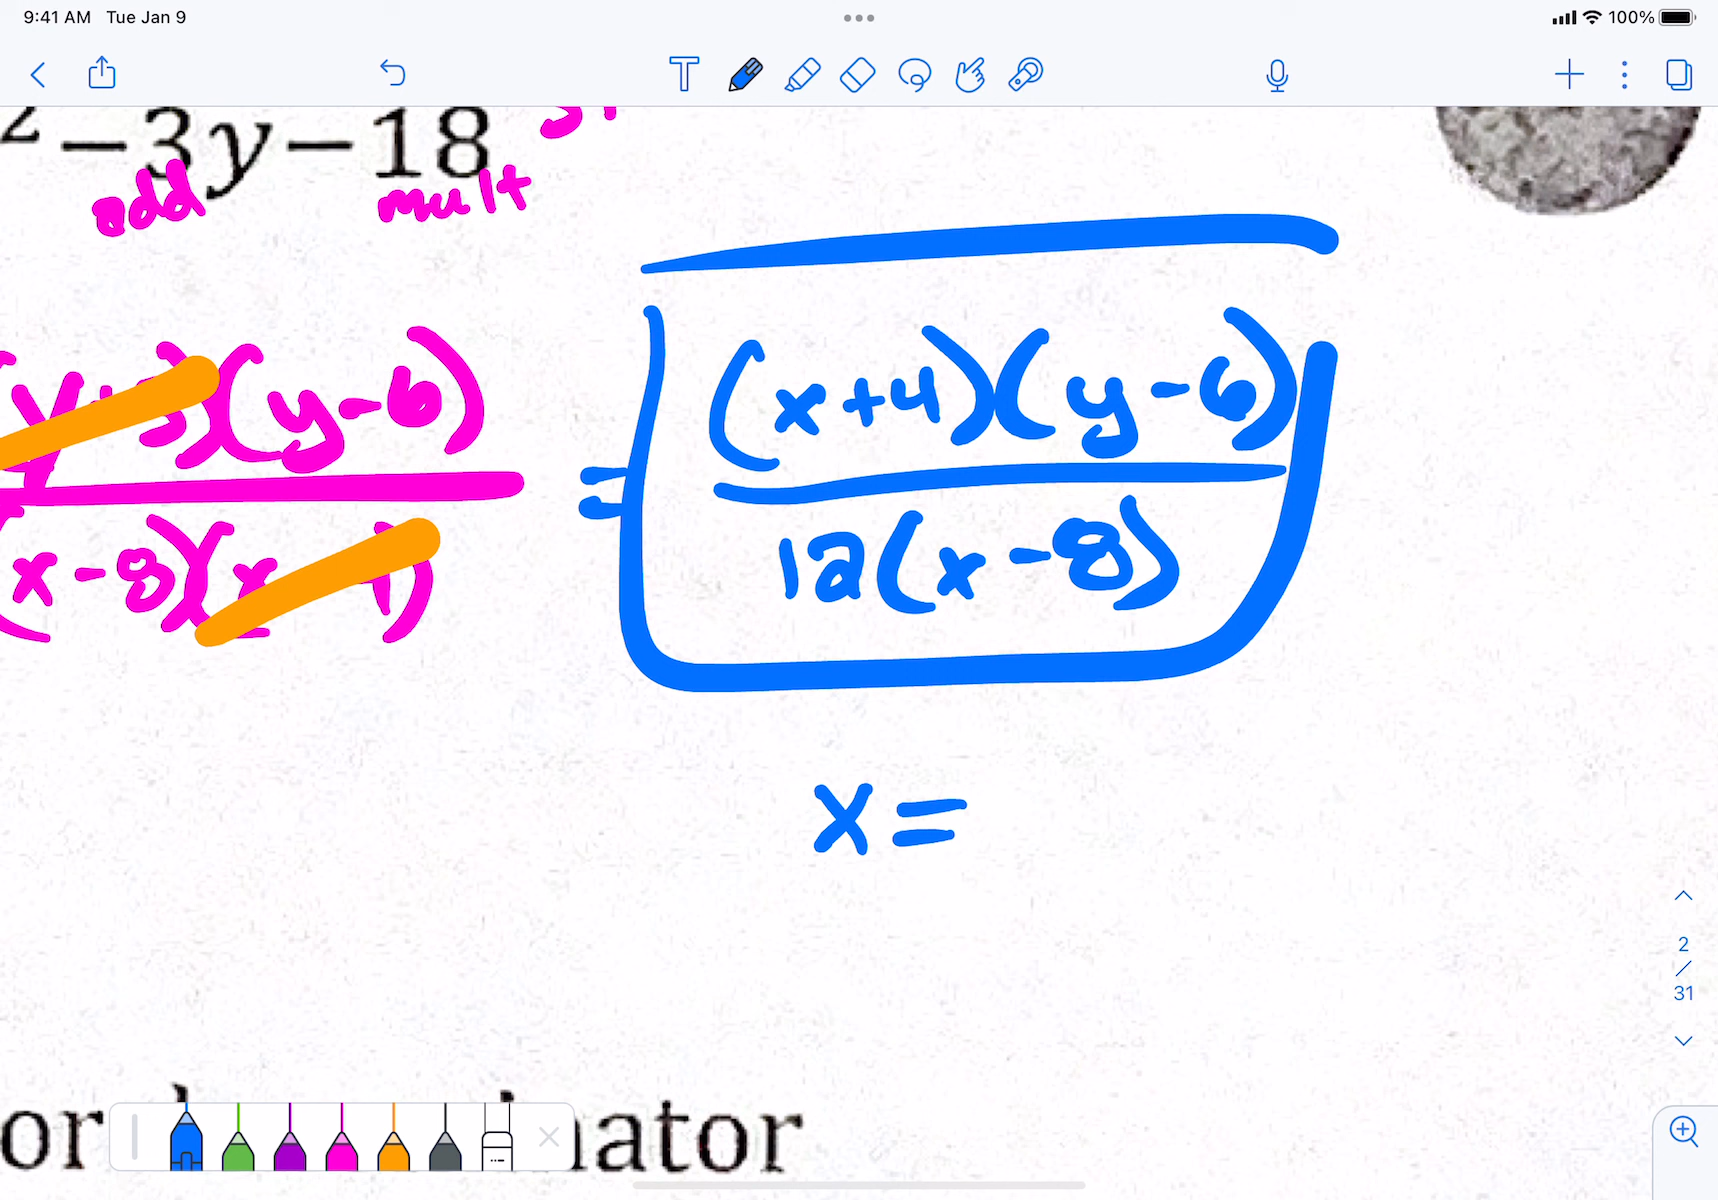 9:41 AM Tue Jan 9
100%
² −3y−18
add mult
(y-6)
(x-8)
= (x+4)(y-6)
12(x-8)
x=
2
/
31